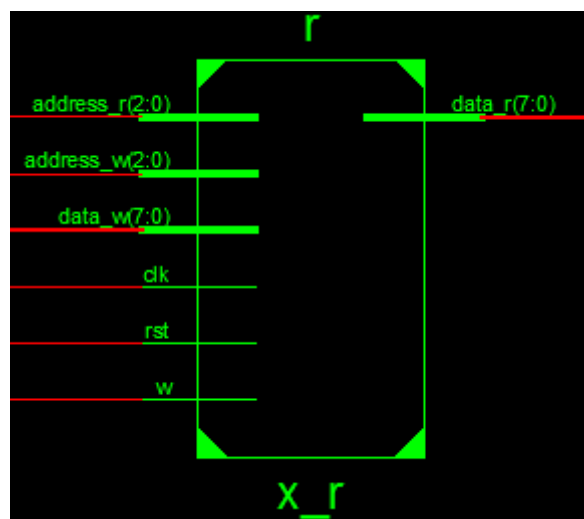 r
address_r(2:0)
data_r(7:0)
address_w(2:0)
data_w(7:0)
clk
rst
w
x_r